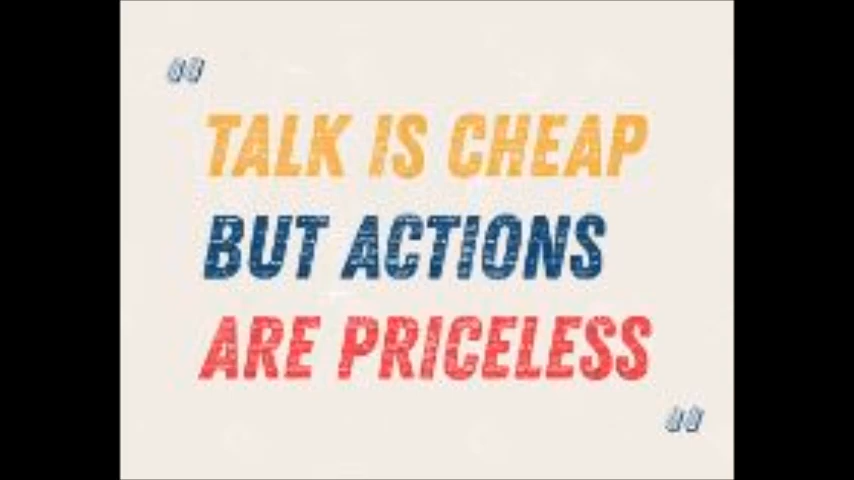 "
TALK IS CHEAP
BUT ACTIONS
ARE PRICELESS
"